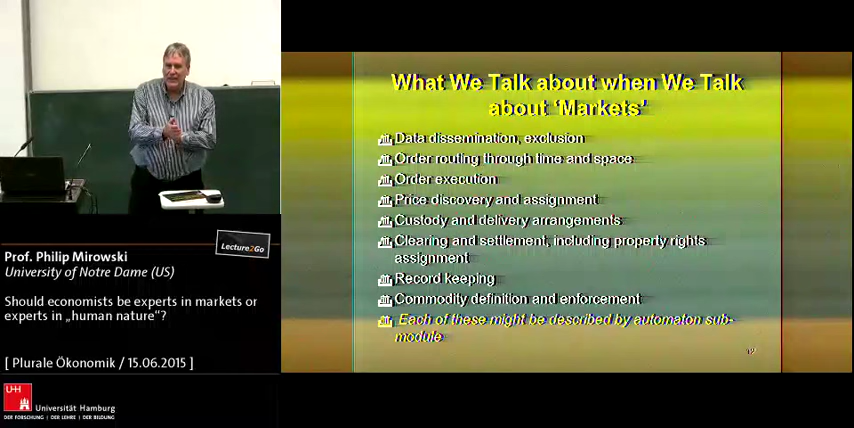 What We Talk about when We Talk
about 'Markets'
Data dissemination, exclusion
Order routing through time and space
Order execution
Price discovery and assignment
Custody and delivery arrangements
Clearing and settlement, including property rights
assignment
Record keeping
Commodity definition and enforcement
Each of these might be described by automaton sub-
module
12
Lecture2Go
Prof. Philip Mirowski
University of Notre Dame (US)
Should economists be experts in markets or
experts in „human nature“?
[ Plurale Ökonomik / 15.06.2015 ]
UHH
Universität Hamburg
DER FORSCHUNG | DER LEHRE | DER BILDUNG